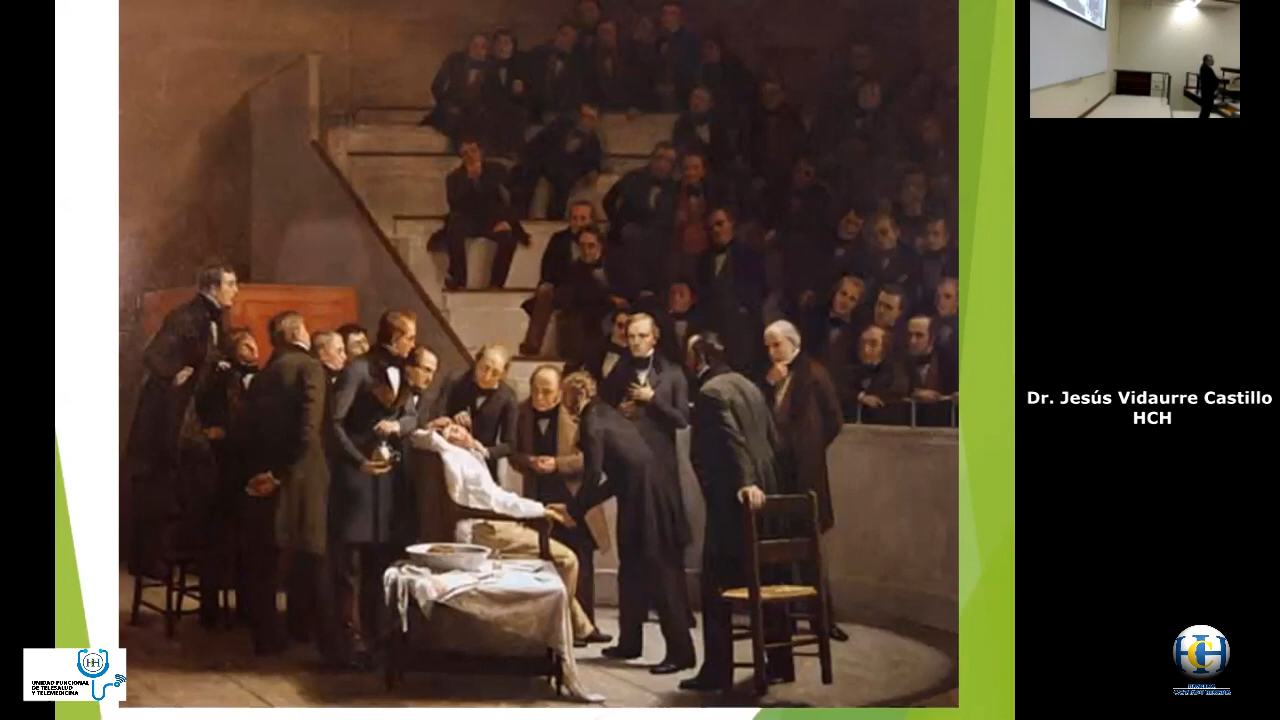 Dr. Jesús Vidaurre Castillo
HCH
UNIDAD FUNCIONAL
DE TELESALUD
Y TELEMEDICINA